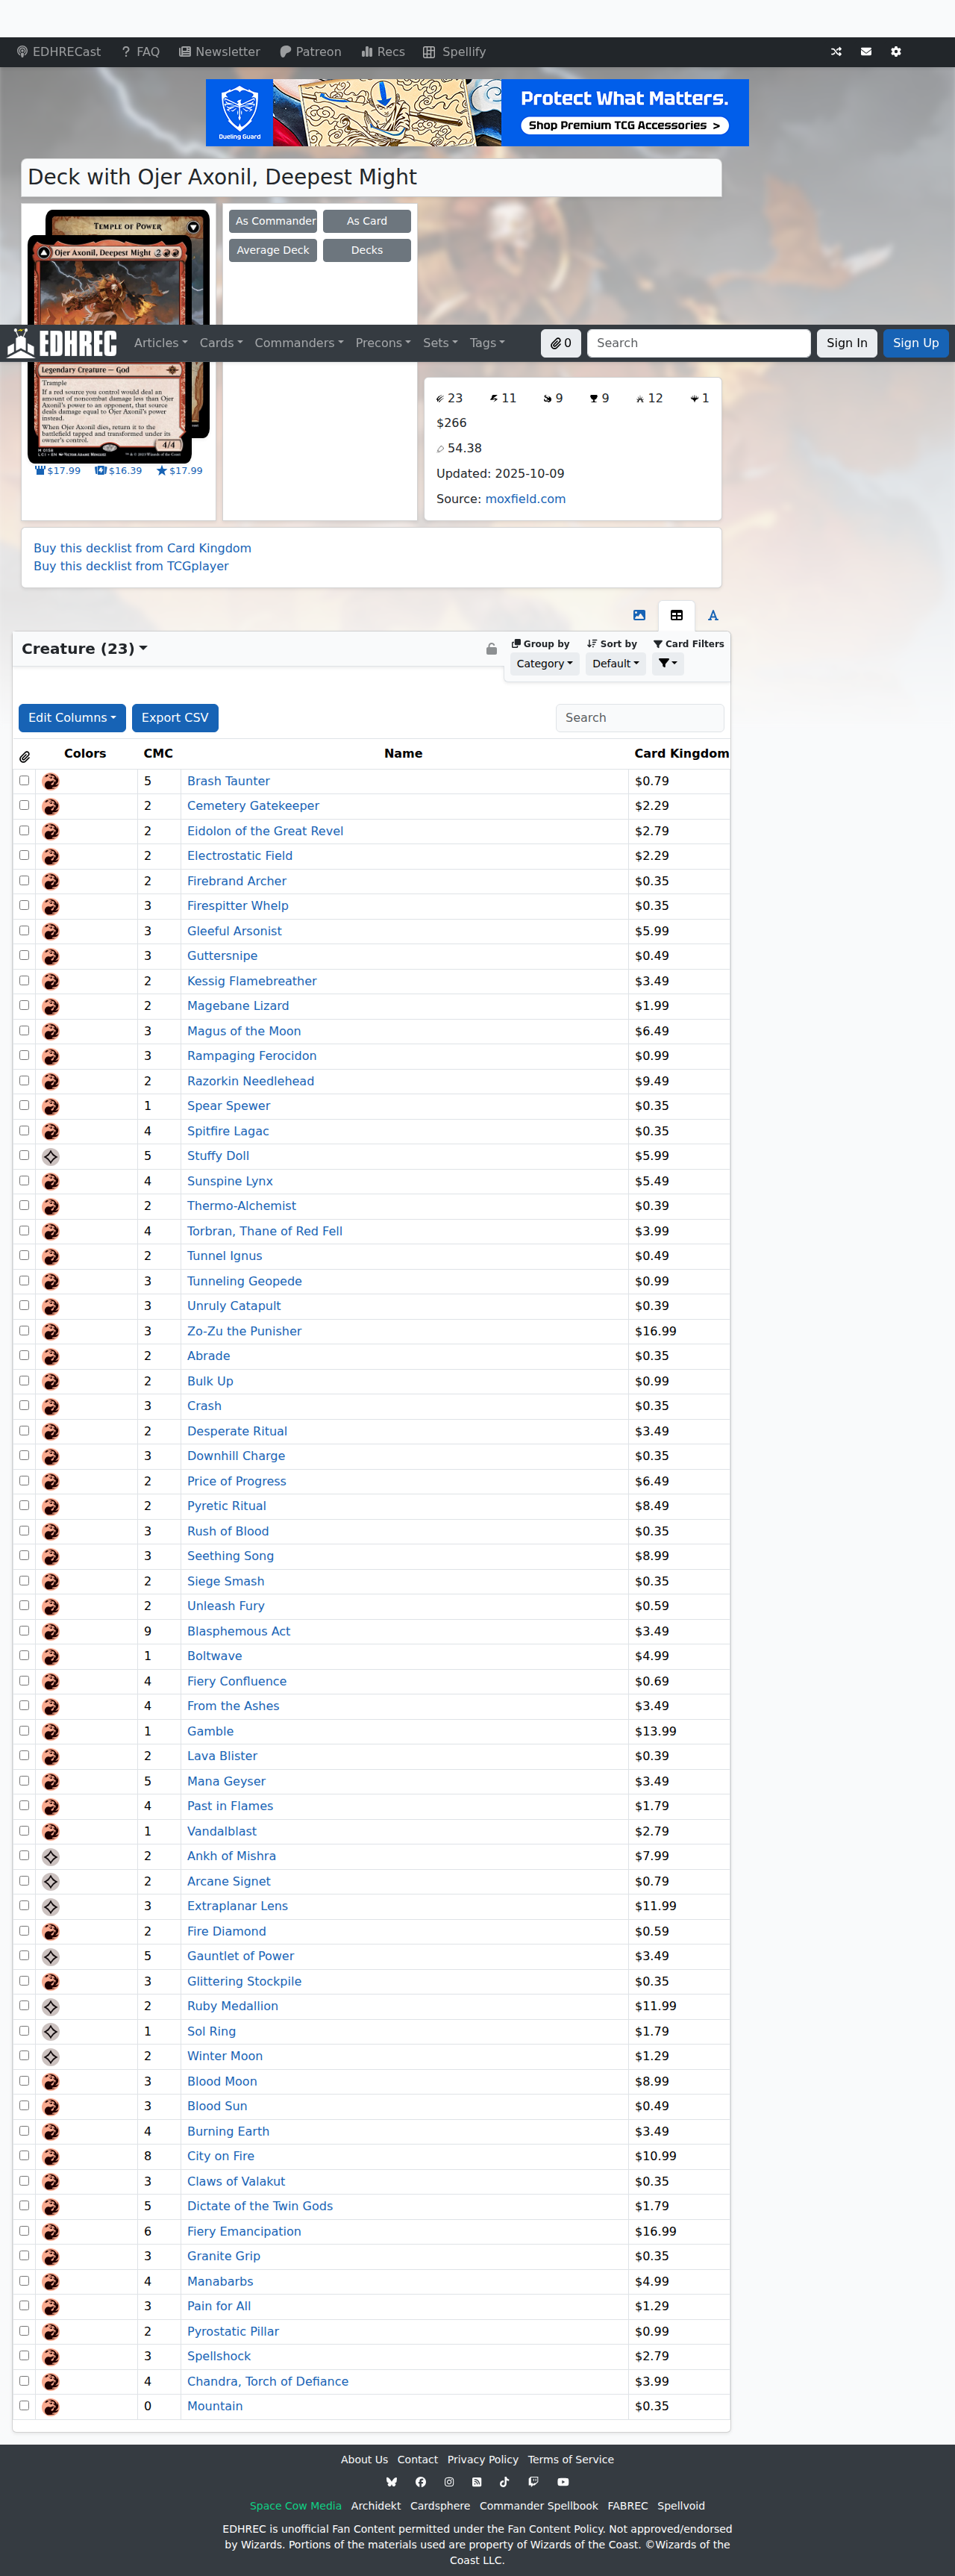 EDHRECast FAQ Newsletter Patreon Recs Spellify
Dueling Guard
Protect What Matters.
Shop Premium TCG Accessories >
Deck with Ojer Axonil, Deepest Might
Temple of Power
Ojer Axonil, Deepest Might 2
As Commander As Card
Average Deck Decks
EDHREC Articles Cards Commanders Precons Sets Tags 0 Search Sign In Sign Up
Legendary Creature — God
Trample
If a red source you control would deal an
amount of noncombat damage less than Ojer
Axonil's power to an opponent, that source
deals damage equal to Ojer Axonil's power
instead.
When Ojer Axonil dies, return it to the
battlefield tapped and transformed under its
owner's control.
4/4
$17.99 $16.39 $17.99
23 11 9 9 12 1
$266
54.38
Updated: 2025-10-09
Source: moxfield.com
Buy this decklist from Card Kingdom
Buy this decklist from TCGplayer
Creature (23)
Group by Sort by Card Filters
Category Default
Edit Columns Export CSV Search
Colors CMC Name Card Kingdom
5 Brash Taunter $0.79
2 Cemetery Gatekeeper $2.29
2 Eidolon of the Great Revel $2.79
2 Electrostatic Field $2.29
2 Firebrand Archer $0.35
3 Firespitter Whelp $0.35
3 Gleeful Arsonist $5.99
3 Guttersnipe $0.49
2 Kessig Flamebreather $3.49
2 Magebane Lizard $1.99
3 Magus of the Moon $6.49
3 Rampaging Ferocidon $0.99
2 Razorkin Needlehead $9.49
1 Spear Spewer $0.35
4 Spitfire Lagac $0.35
5 Stuffy Doll $5.99
4 Sunspine Lynx $5.49
2 Thermo-Alchemist $0.39
4 Torbran, Thane of Red Fell $3.99
2 Tunnel Ignus $0.49
3 Tunneling Geopede $0.99
3 Unruly Catapult $0.39
3 Zo-Zu the Punisher $16.99
2 Abrade $0.35
2 Bulk Up $0.99
3 Crash $0.35
2 Desperate Ritual $3.49
3 Downhill Charge $0.35
2 Price of Progress $6.49
2 Pyretic Ritual $8.49
3 Rush of Blood $0.35
3 Seething Song $8.99
2 Siege Smash $0.35
2 Unleash Fury $0.59
9 Blasphemous Act $3.49
1 Boltwave $4.99
4 Fiery Confluence $0.69
4 From the Ashes $3.49
1 Gamble $13.99
2 Lava Blister $0.39
5 Mana Geyser $3.49
4 Past in Flames $1.79
1 Vandalblast $2.79
2 Ankh of Mishra $7.99
2 Arcane Signet $0.79
3 Extraplanar Lens $11.99
2 Fire Diamond $0.59
5 Gauntlet of Power $3.49
3 Glittering Stockpile $0.35
2 Ruby Medallion $11.99
1 Sol Ring $1.79
2 Winter Moon $1.29
3 Blood Moon $8.99
3 Blood Sun $0.49
4 Burning Earth $3.49
8 City on Fire $10.99
3 Claws of Valakut $0.35
5 Dictate of the Twin Gods $1.79
6 Fiery Emancipation $16.99
3 Granite Grip $0.35
4 Manabarbs $4.99
3 Pain for All $1.29
2 Pyrostatic Pillar $0.99
3 Spellshock $2.79
4 Chandra, Torch of Defiance $3.99
0 Mountain $0.35
About Us Contact Privacy Policy Terms of Service
Space Cow Media Archidekt Cardsphere Commander Spellbook FABREC Spellvoid
EDHREC is unofficial Fan Content permitted under the Fan Content Policy. Not approved/endorsed
by Wizards. Portions of the materials used are property of Wizards of the Coast. ©Wizards of the
Coast LLC.